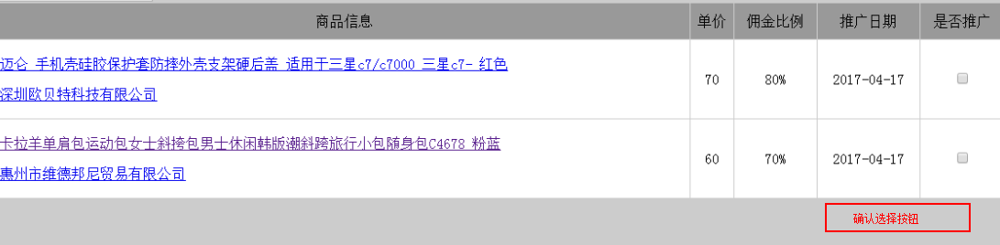 商品信息 单价 佣金比例 推广日期 是否推广
迈仑 手机壳硅胶保护套防摔外壳支架硬后盖 适用于三星c7/c7000 三星c7- 红色
深圳欧贝特科技有限公司
70 80% 2017-04-17
卡拉羊单肩包运动包女士斜挎包男士休闲韩版潮斜跨旅行小包随身包C4678 粉蓝
惠州市维德邦尼贸易有限公司
60 70% 2017-04-17
确认选择按钮